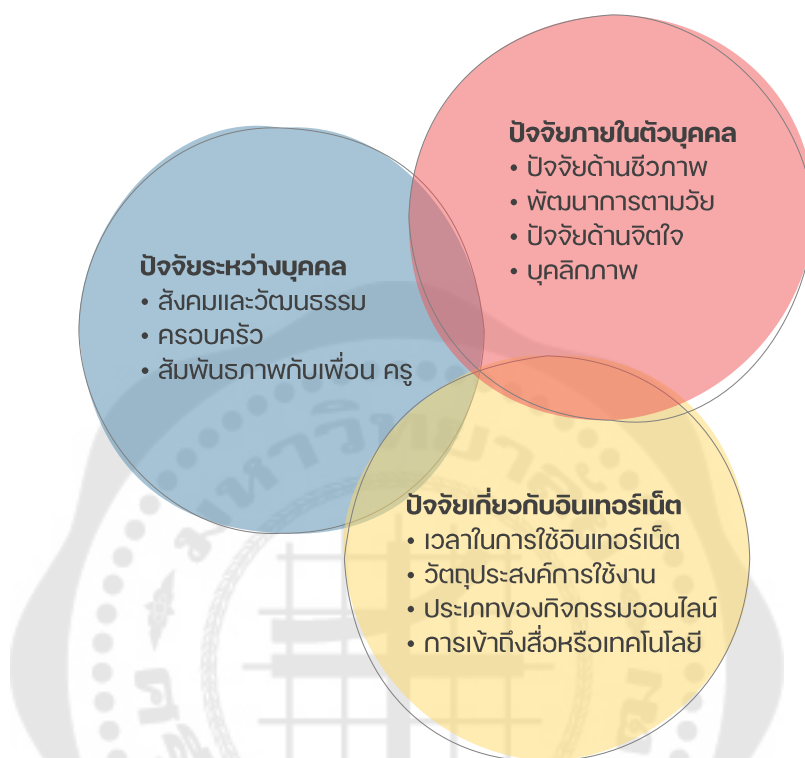 ปัจจัยภายในตัวบุคคล
• ปัจจัยด้านชีวภาพ
• พัฒนาการตามวัย
• ปัจจัยด้านจิตใจ
• บุคลิกภาพ
ปัจจัยระหว่างบุคคล
• สังคมและวัฒนธรรม
• ครอบครัว
• สัมพันธภาพกับเพื่อน ครู
ปัจจัยเกี่ยวกับอินเทอร์เน็ต
• เวลาในการใช้อินเทอร์เน็ต
• วัตถุประสงค์การใช้งาน
• ประเภทของกิจกรรมออนไลน์
• การเข้าถึงสื่อหรือเทคโนโลยี